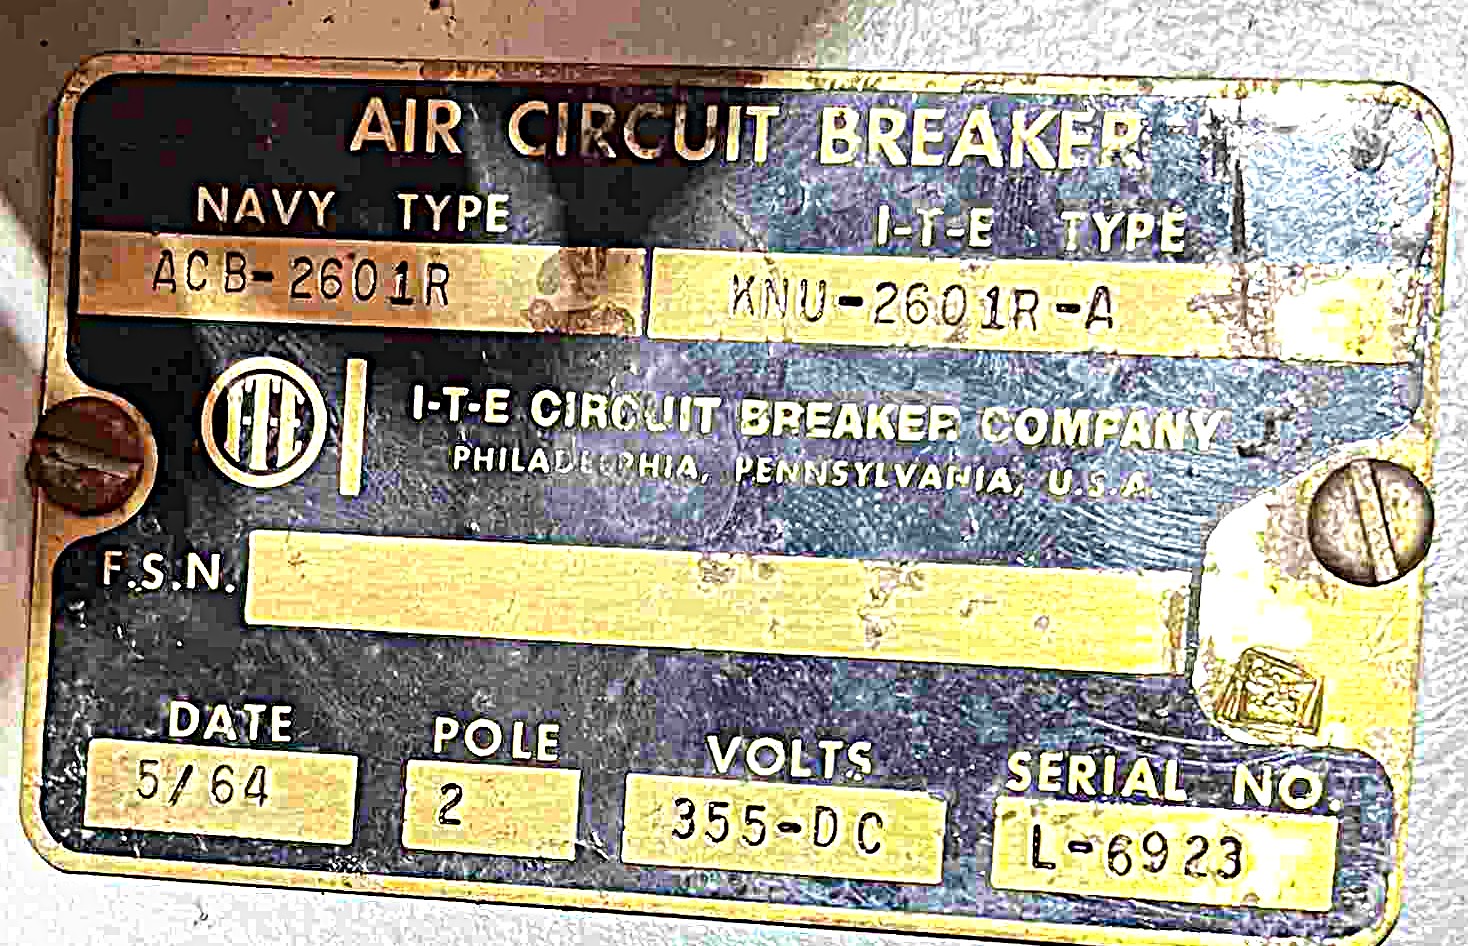 AIR CIRCUIT BREAKER
NAVY TYPE I-T-E TYPE
ACB-2601R KNU-2601R-A
I-T-E
I-T-E CIRCUIT BREAKER COMPANY
PHILADELPHIA, PENNSYLVANIA, U.S.A.
F.S.N.
DATE POLE VOLTS SERIAL NO.
5/64 2 355-DC L-6923